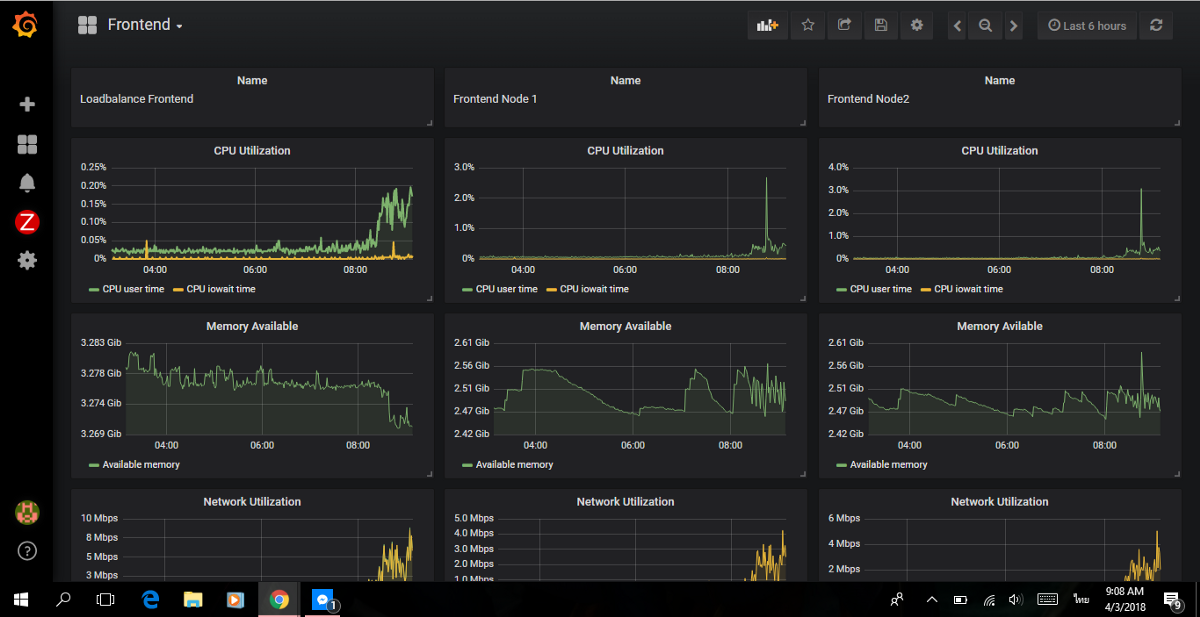 Frontend
Last 6 hours
Name
Loadbalance Frontend
Name
Frontend Node 1
Name
Frontend Node2
Z
CPU Utilization
0.25%
0.20%
0.15%
0.10%
0.05%
0%
04:00 06:00 08:00
CPU user time CPU iowait time
CPU Utilization
3.0%
2.0%
1.0%
0%
04:00 06:00 08:00
CPU user time CPU iowait time
CPU Utilization
4.0%
3.0%
2.0%
1.0%
0%
04:00 06:00 08:00
CPU user time CPU iowait time
Memory Available
3.283 Gib
3.278 Gib
3.274 Gib
3.269 Gib
04:00 06:00 08:00
Available memory
Memory Available
2.61 Gib
2.56 Gib
2.51 Gib
2.47 Gib
2.42 Gib
04:00 06:00 08:00
Available memory
Memory Avilable
2.61 Gib
2.56 Gib
2.51 Gib
2.47 Gib
2.42 Gib
04:00 06:00 08:00
Available memory
Network Utilization
10 Mbps
8 Mbps
5 Mbps
3 Mbps
Network Utilization
5.0 Mbps
4.0 Mbps
3.0 Mbps
2.0 Mbps
1.0 Mbps
Network Utilization
6 Mbps
4 Mbps
2 Mbps
?
1
ไทย
9:08 AM
4/3/2018
9